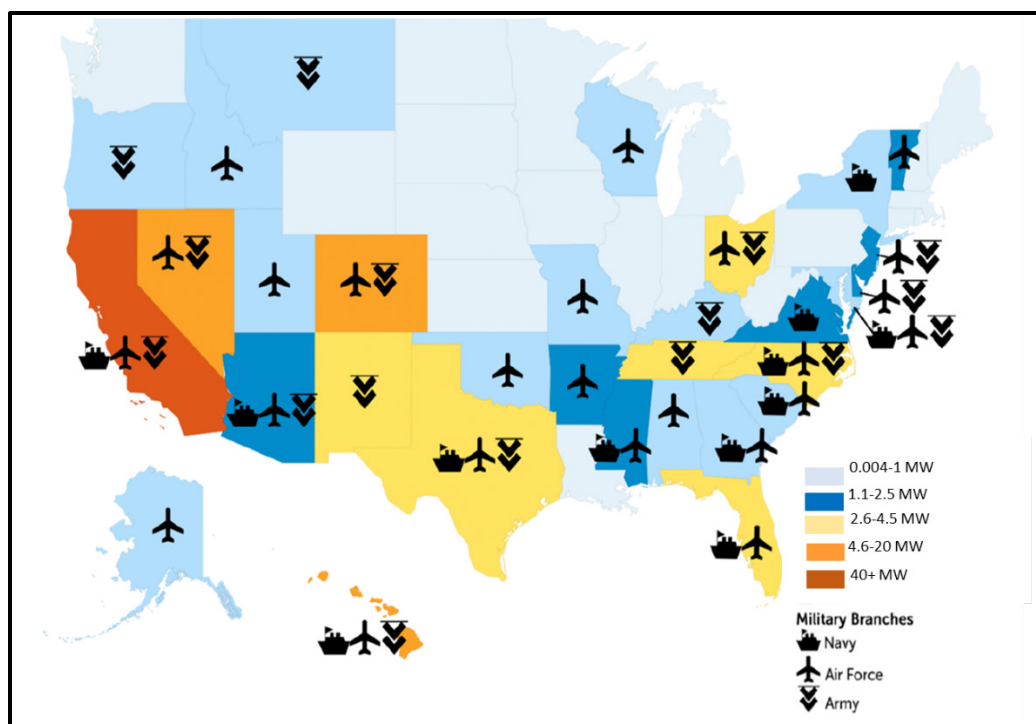 0.004-1 MW
1.1-2.5 MW
2.6-4.5 MW
4.6-20 MW
40+ MW
Military Branches
Navy
Air Force
Army